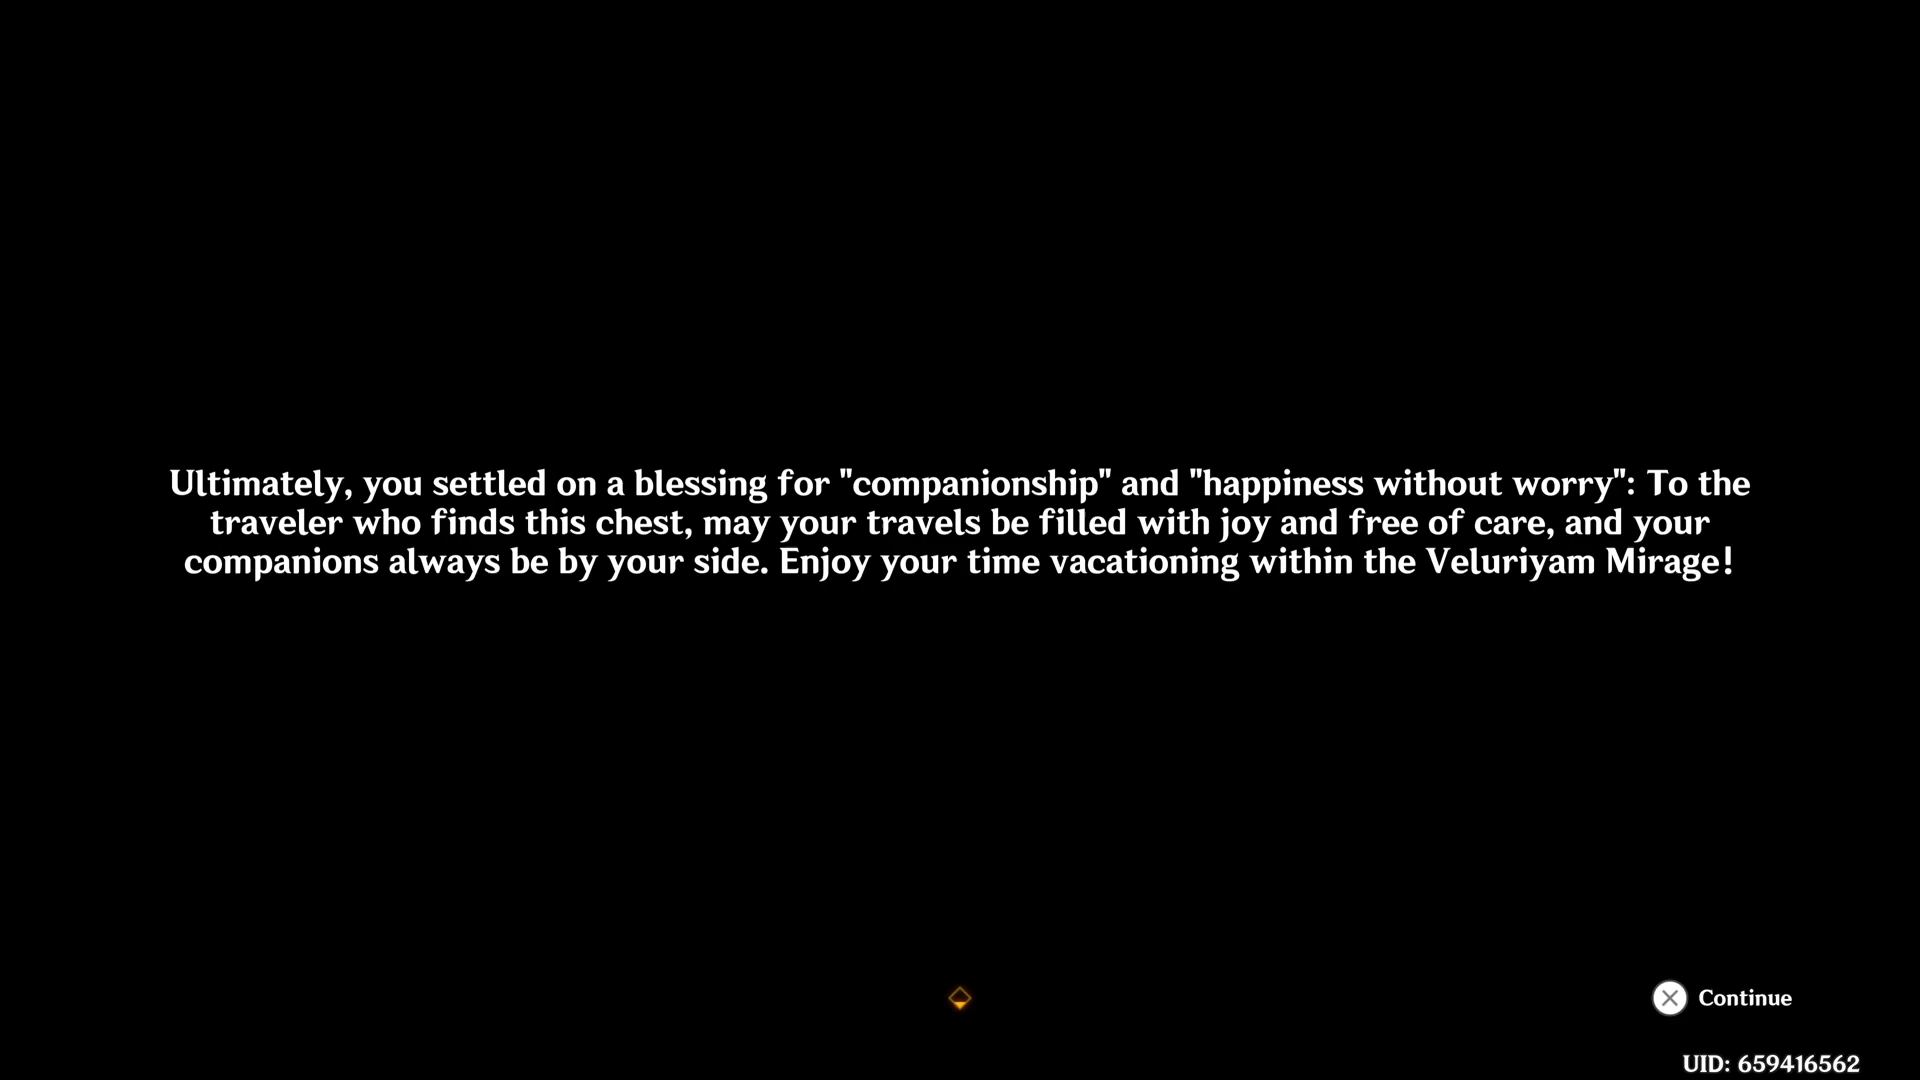 Ultimately, you settled on a blessing for "companionship" and "happiness without worry": To the
traveler who finds this chest, may your travels be filled with joy and free of care, and your
companions always be by your side. Enjoy your time vacationing within the Veluriyam Mirage!
Continue
UID: 659416562